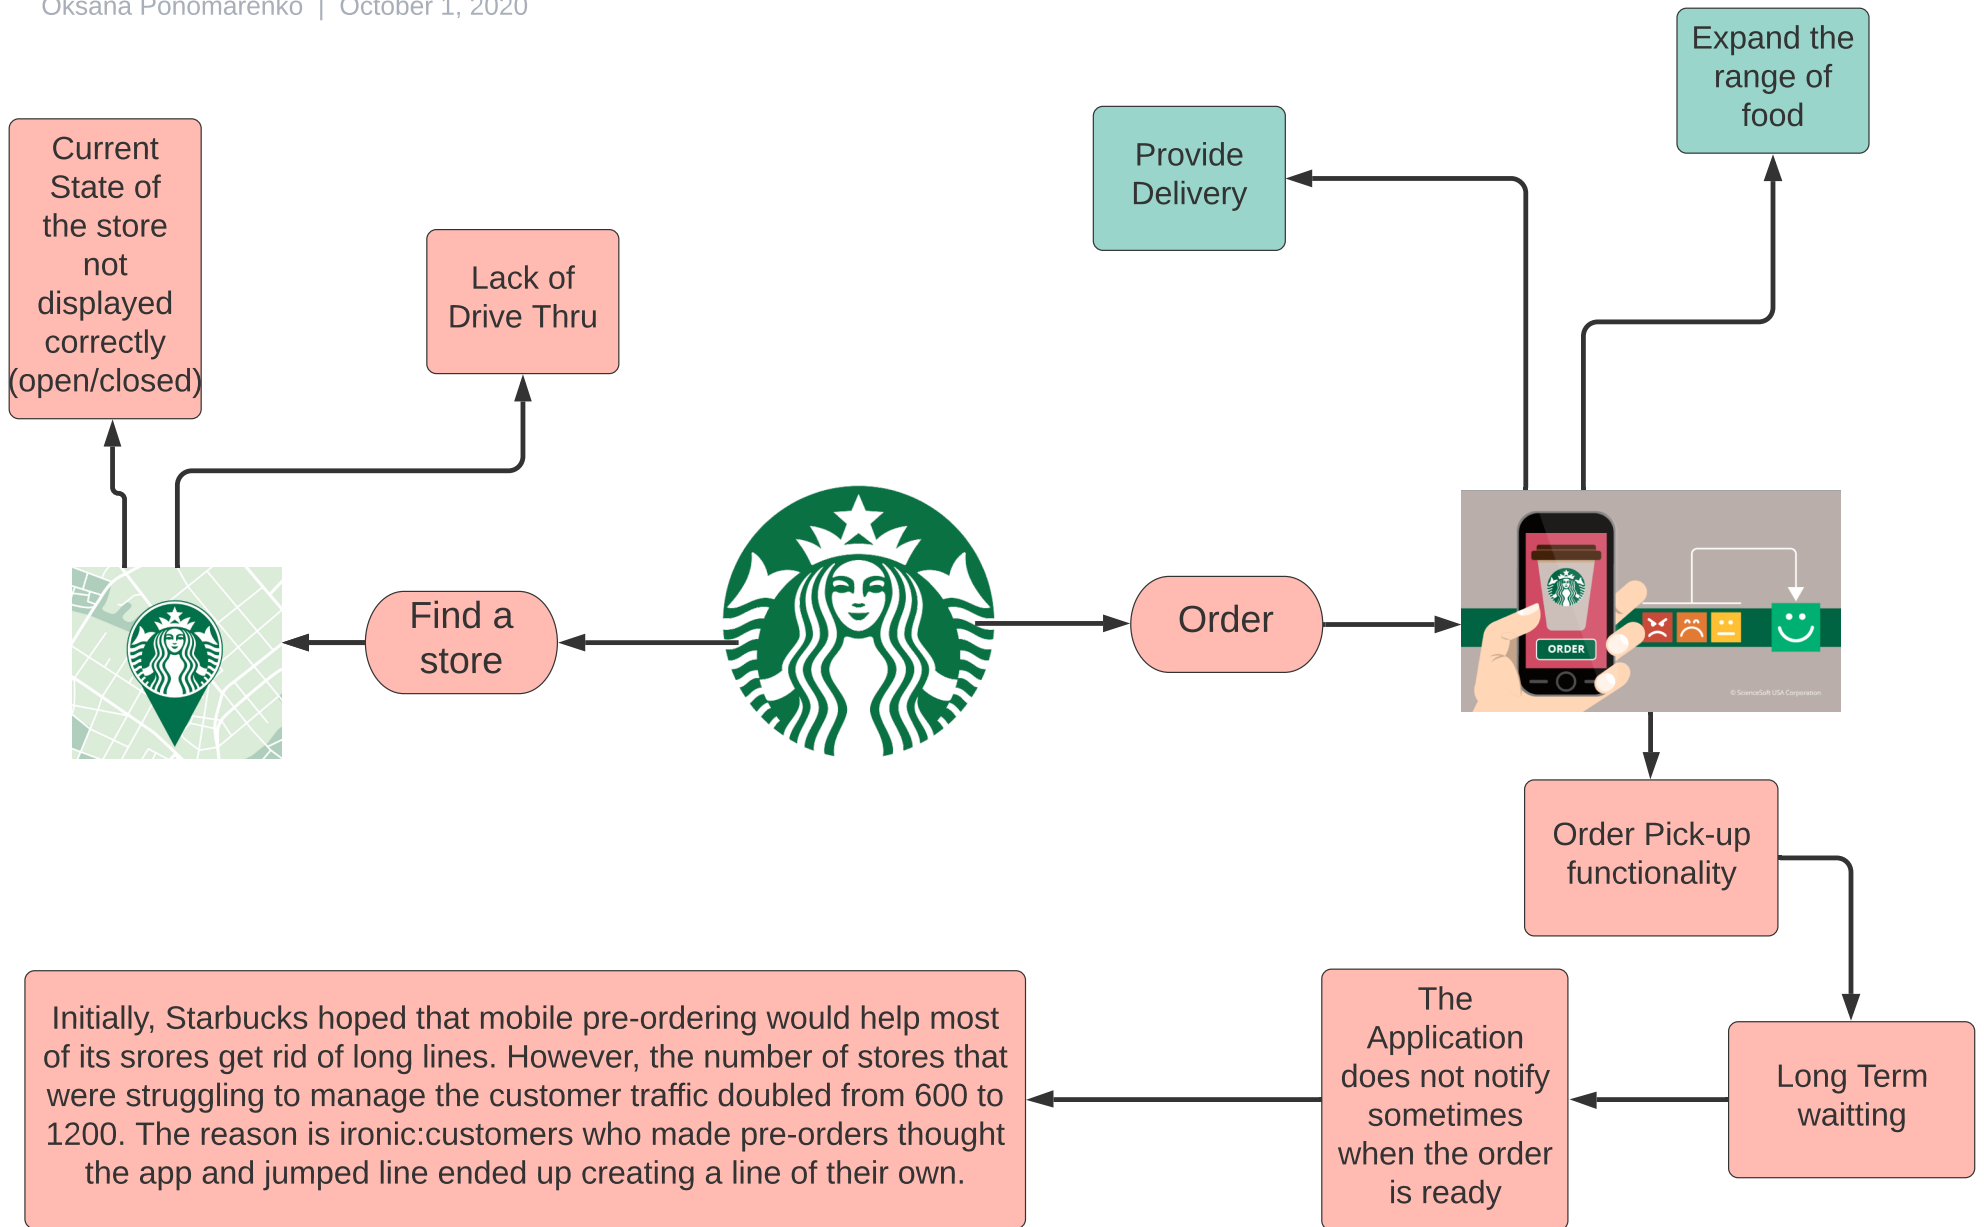 Oksana Ponomarenko | October 1, 2020
Expand the
range of
food
Provide
Delivery
Current
State of
the store
not
displayed
correctly
(open/closed)
Lack of
Drive Thru
Find a
store
Order
ORDER
© ScienceSoft USA Corporation
Order Pick-up
functionality
Long Term
waitting
The
Application
does not notify
sometimes
when the order
is ready
Initially, Starbucks hoped that mobile pre-ordering would help most
of its srores get rid of long lines. However, the number of stores that
were struggling to manage the customer traffic doubled from 600 to
1200. The reason is ironic:customers who made pre-orders thought
the app and jumped line ended up creating a line of their own.